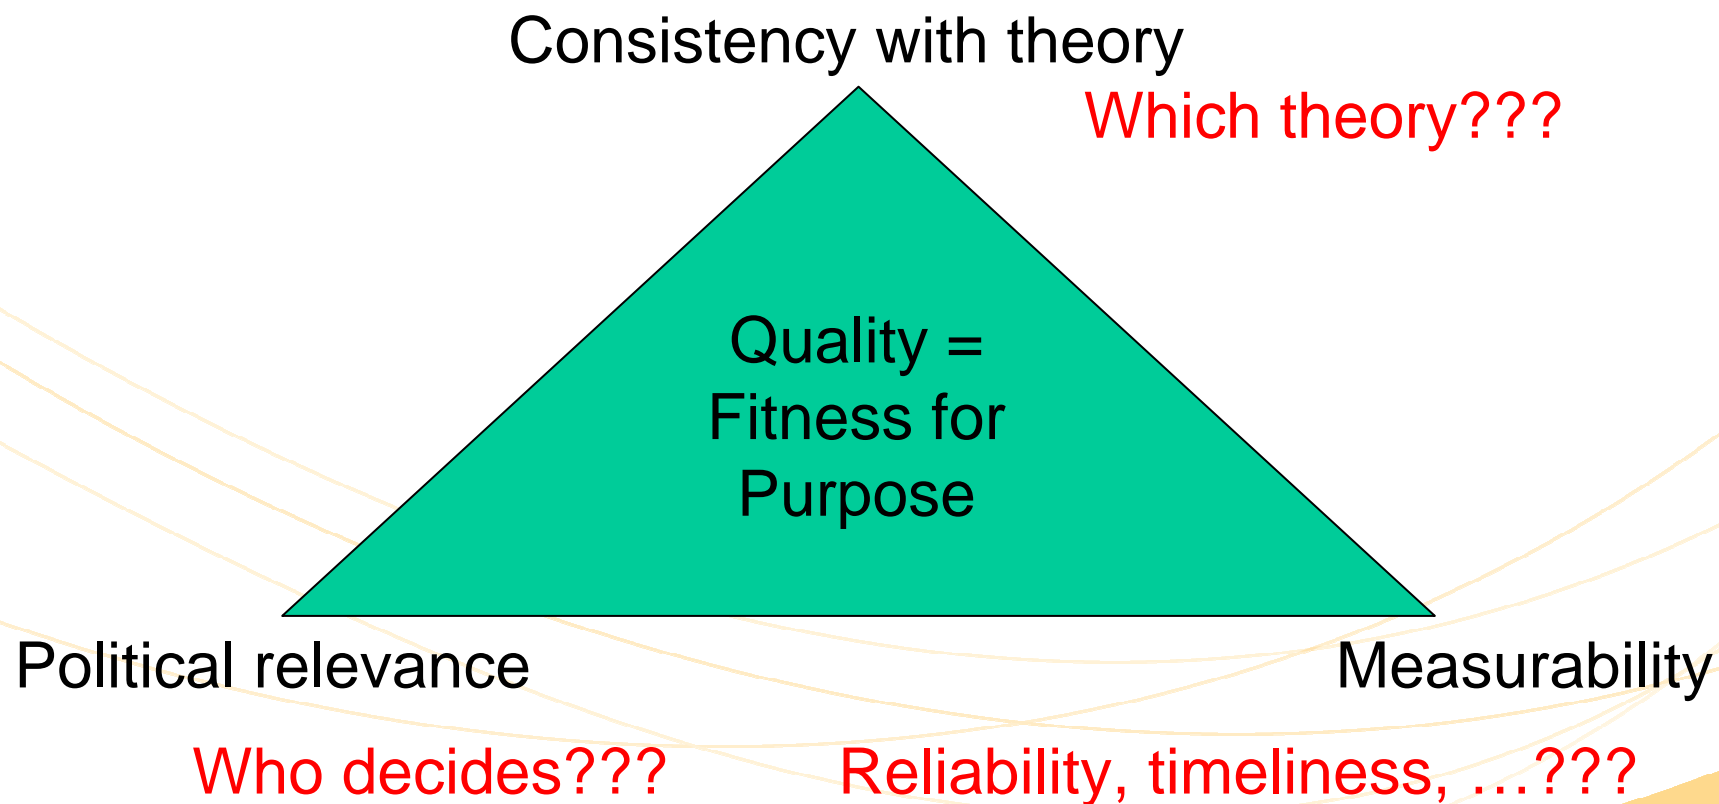 Consistency with theory
Which theory???
Quality =
Fitness for
Purpose
Political relevance
Measurability
Who decides???
Reliability, timeliness, …???